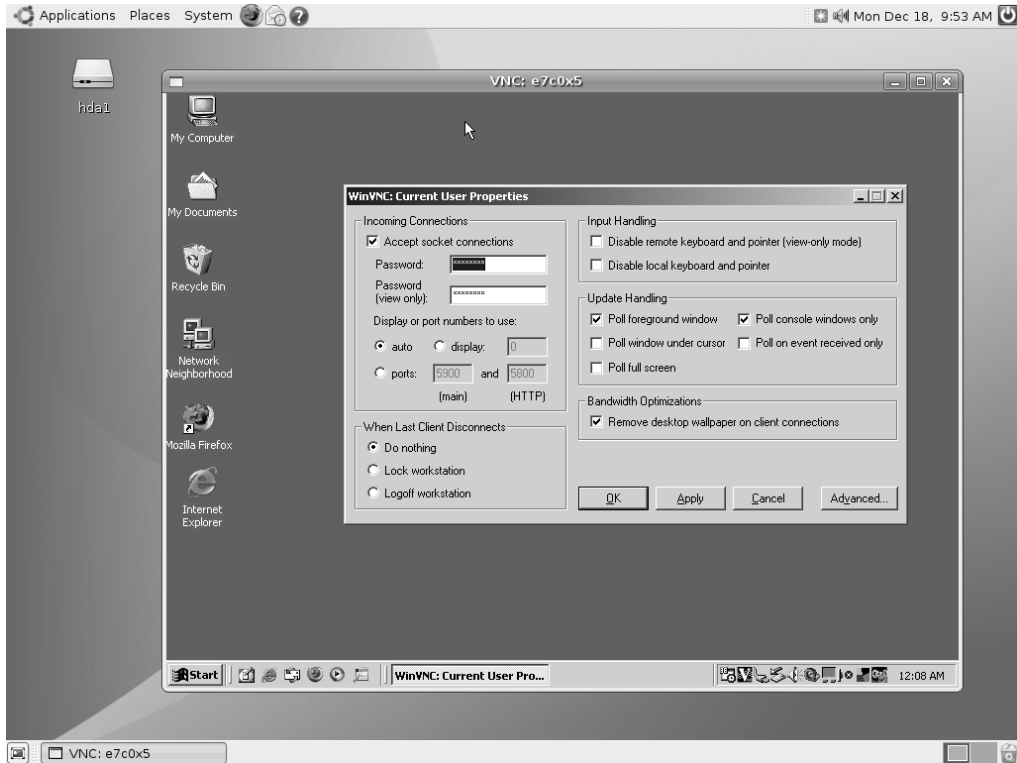 Applications Places System
Mon Dec 18, 9:53 AM
hda1
VNC: e7c0x5
My Computer
My Documents
Recycle Bin
Network
Neighborhood
Mozilla Firefox
Internet
Explorer
WinVNC: Current User Properties
Incoming Connections
Accept socket connections
Password: ********
Password
(view only): ********
Display or port numbers to use:
auto display: 0
ports: 5900 and 5800
(main) (HTTP)
When Last Client Disconnects
Do nothing
Lock workstation
Logoff workstation
Input Handling
Disable remote keyboard and pointer (view-only mode)
Disable local keyboard and pointer
Update Handling
Poll foreground window Poll console windows only
Poll window under cursor Poll on event received only
Poll full screen
Bandwidth Optimizations
Remove desktop wallpaper on client connections
OK Apply Cancel Advanced...
Start WinVNC: Current User Pro... 12:08 AM
VNC: e7c0x5